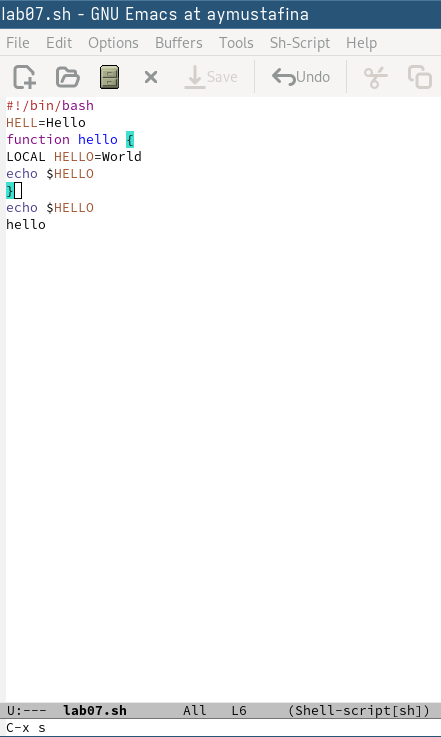 lab07.sh - GNU Emacs at aymustafina
File Edit Options Buffers Tools Sh-Script Help
Save Undo
#!/bin/bash
HELL=Hello
function hello {
LOCAL HELLO=World
echo $HELLO
}
echo $HELLO
hello
U:--- lab07.sh All L6 (Shell-script[sh])
C-x s